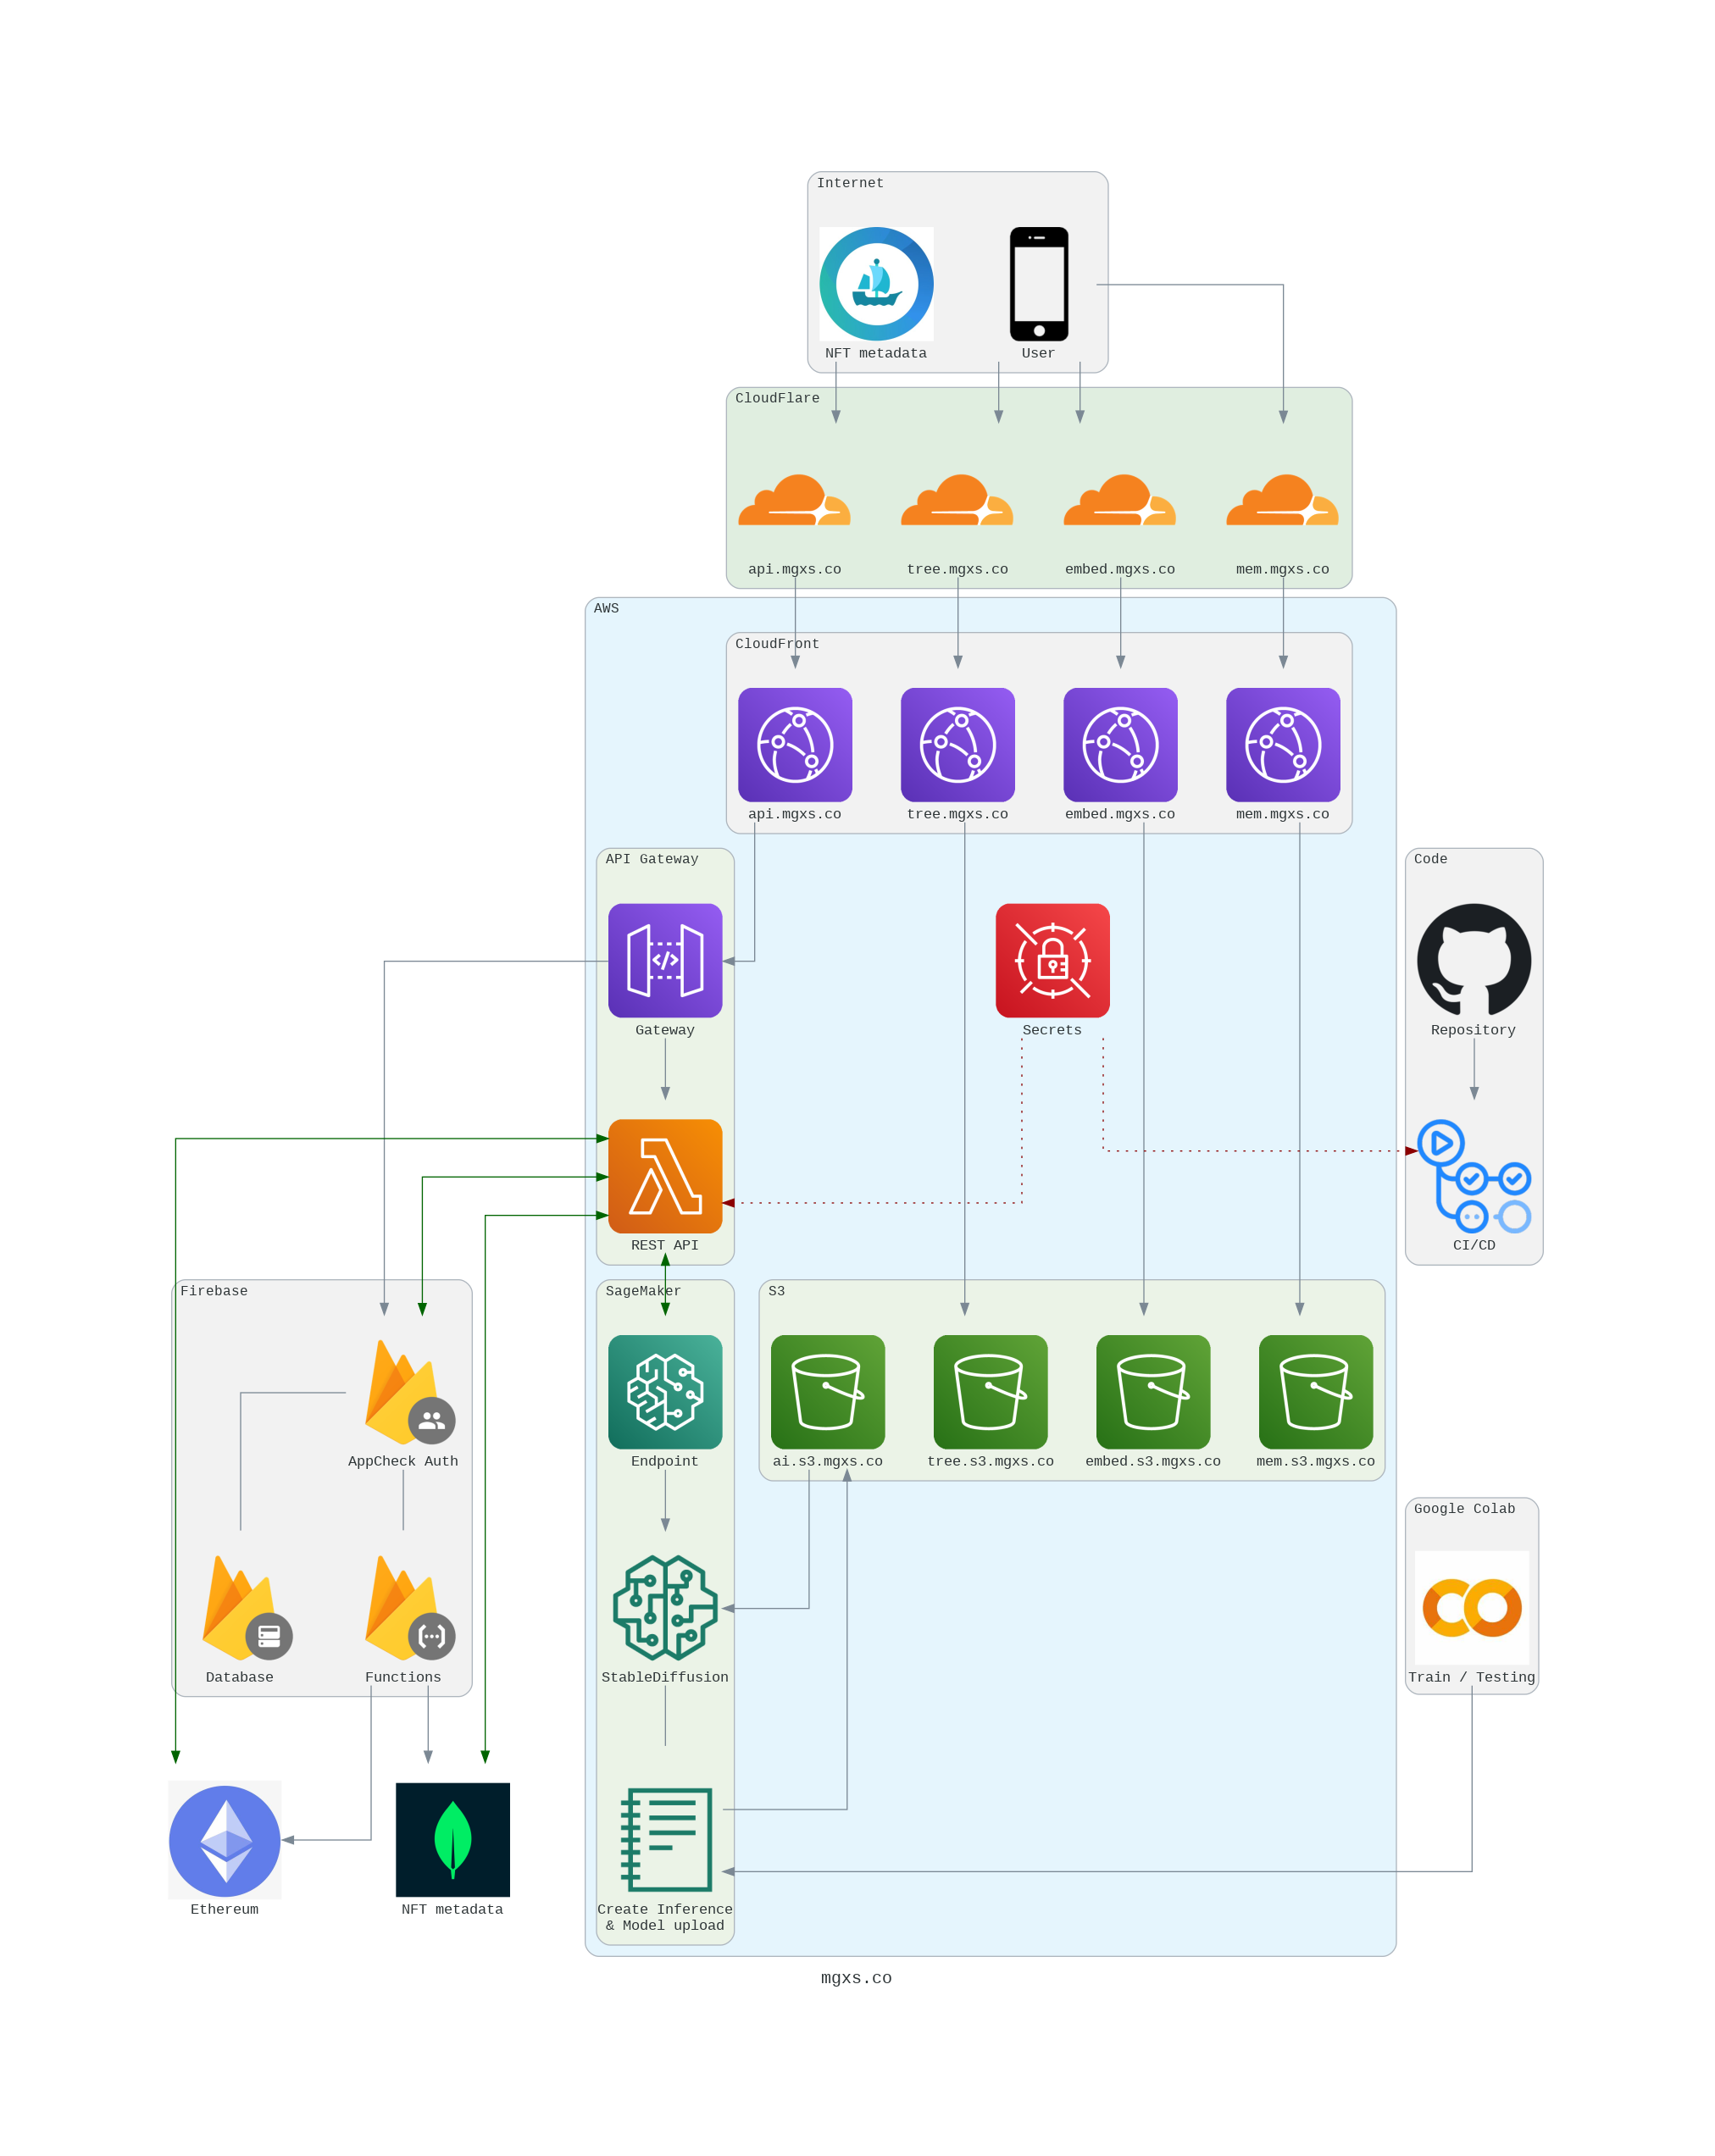 Internet
NFT metadata
User
CloudFlare
api.mgxs.co
tree.mgxs.co
embed.mgxs.co
mem.mgxs.co
AWS
CloudFront
api.mgxs.co
tree.mgxs.co
embed.mgxs.co
mem.mgxs.co
API Gateway
Code
Gateway
Secrets
Repository
REST API
CI/CD
Firebase
SageMaker
S3
AppCheck Auth
Endpoint
ai.s3.mgxs.co
tree.s3.mgxs.co
embed.s3.mgxs.co
mem.s3.mgxs.co
Google Colab
Database
Functions
StableDiffusion
Train / Testing
Ethereum
NFT metadata
Create Inference
& Model upload
mgxs.co